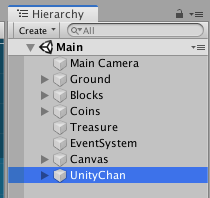 Hierarchy
Create All
Main
Main Camera
Ground
Blocks
Coins
Treasure
EventSystem
Canvas
UnityChan